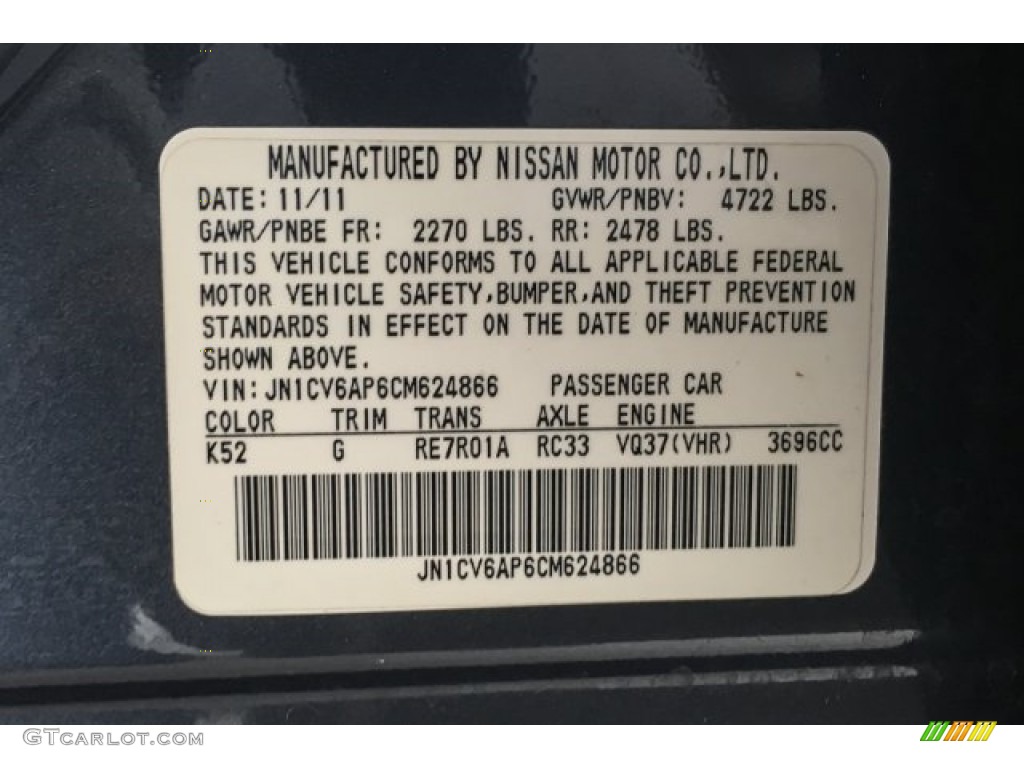 MANUFACTURED BY NISSAN MOTOR CO.,LTD.
DATE: 11/11 GVWR/PNBV: 4722 LBS.
GAWR/PNBE FR: 2270 LBS. RR: 2478 LBS.
THIS VEHICLE CONFORMS TO ALL APPLICABLE FEDERAL
MOTOR VEHICLE SAFETY,BUMPER,AND THEFT PREVENTION
STANDARDS IN EFFECT ON THE DATE OF MANUFACTURE
SHOWN ABOVE.
VIN:JN1CV6AP6CM624866 PASSENGER CAR
COLOR TRIM TRANS AXLE ENGINE
K52 G RE7R01A RC33 VQ37(VHR) 3696CC
JN1CV6AP6CM624866
GTCarlot.com